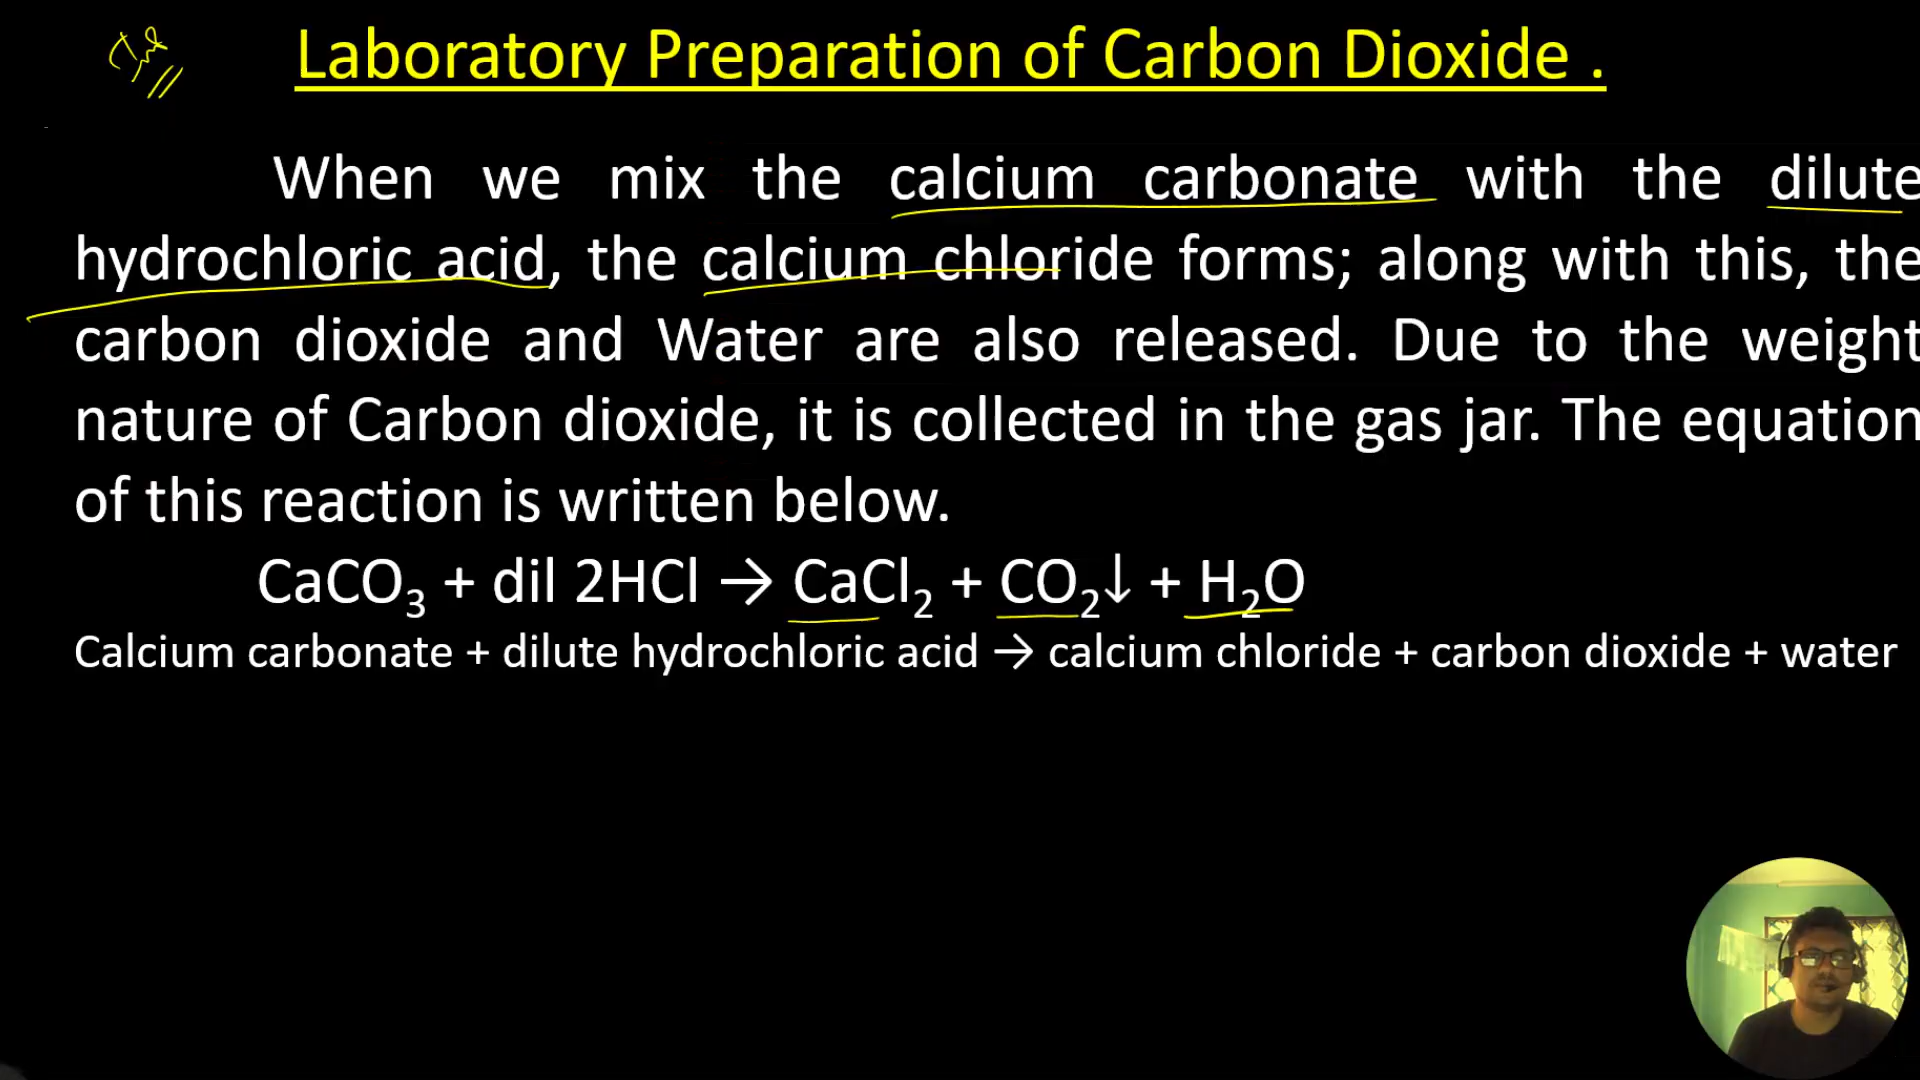 Laboratory Preparation of Carbon Dioxide .
When we mix the calcium carbonate with the dilute
hydrochloric acid, the calcium chloride forms; along with this, the
carbon dioxide and Water are also released. Due to the weight
nature of Carbon dioxide, it is collected in the gas jar. The equation
of this reaction is written below.
CaCO₃ + dil 2HCl → CaCl₂ + CO₂↓ + H₂O
Calcium carbonate + dilute hydrochloric acid → calcium chloride + carbon dioxide + water